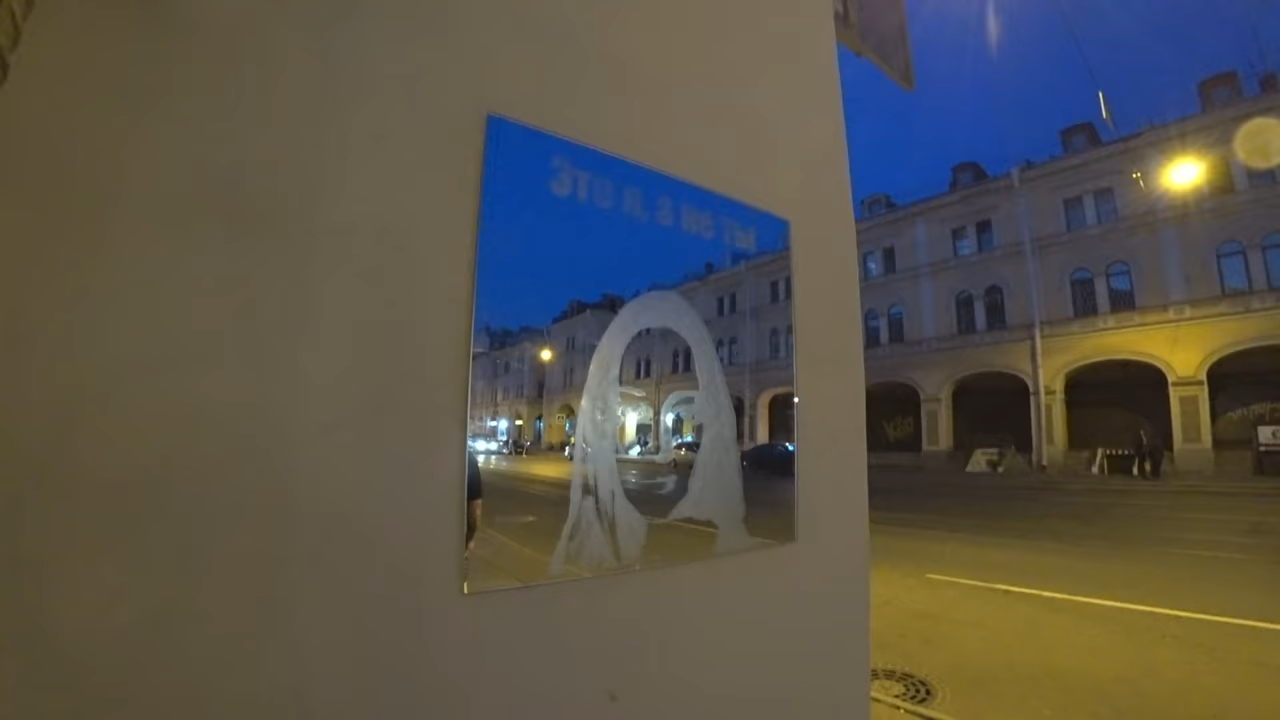 Это я, а не ты